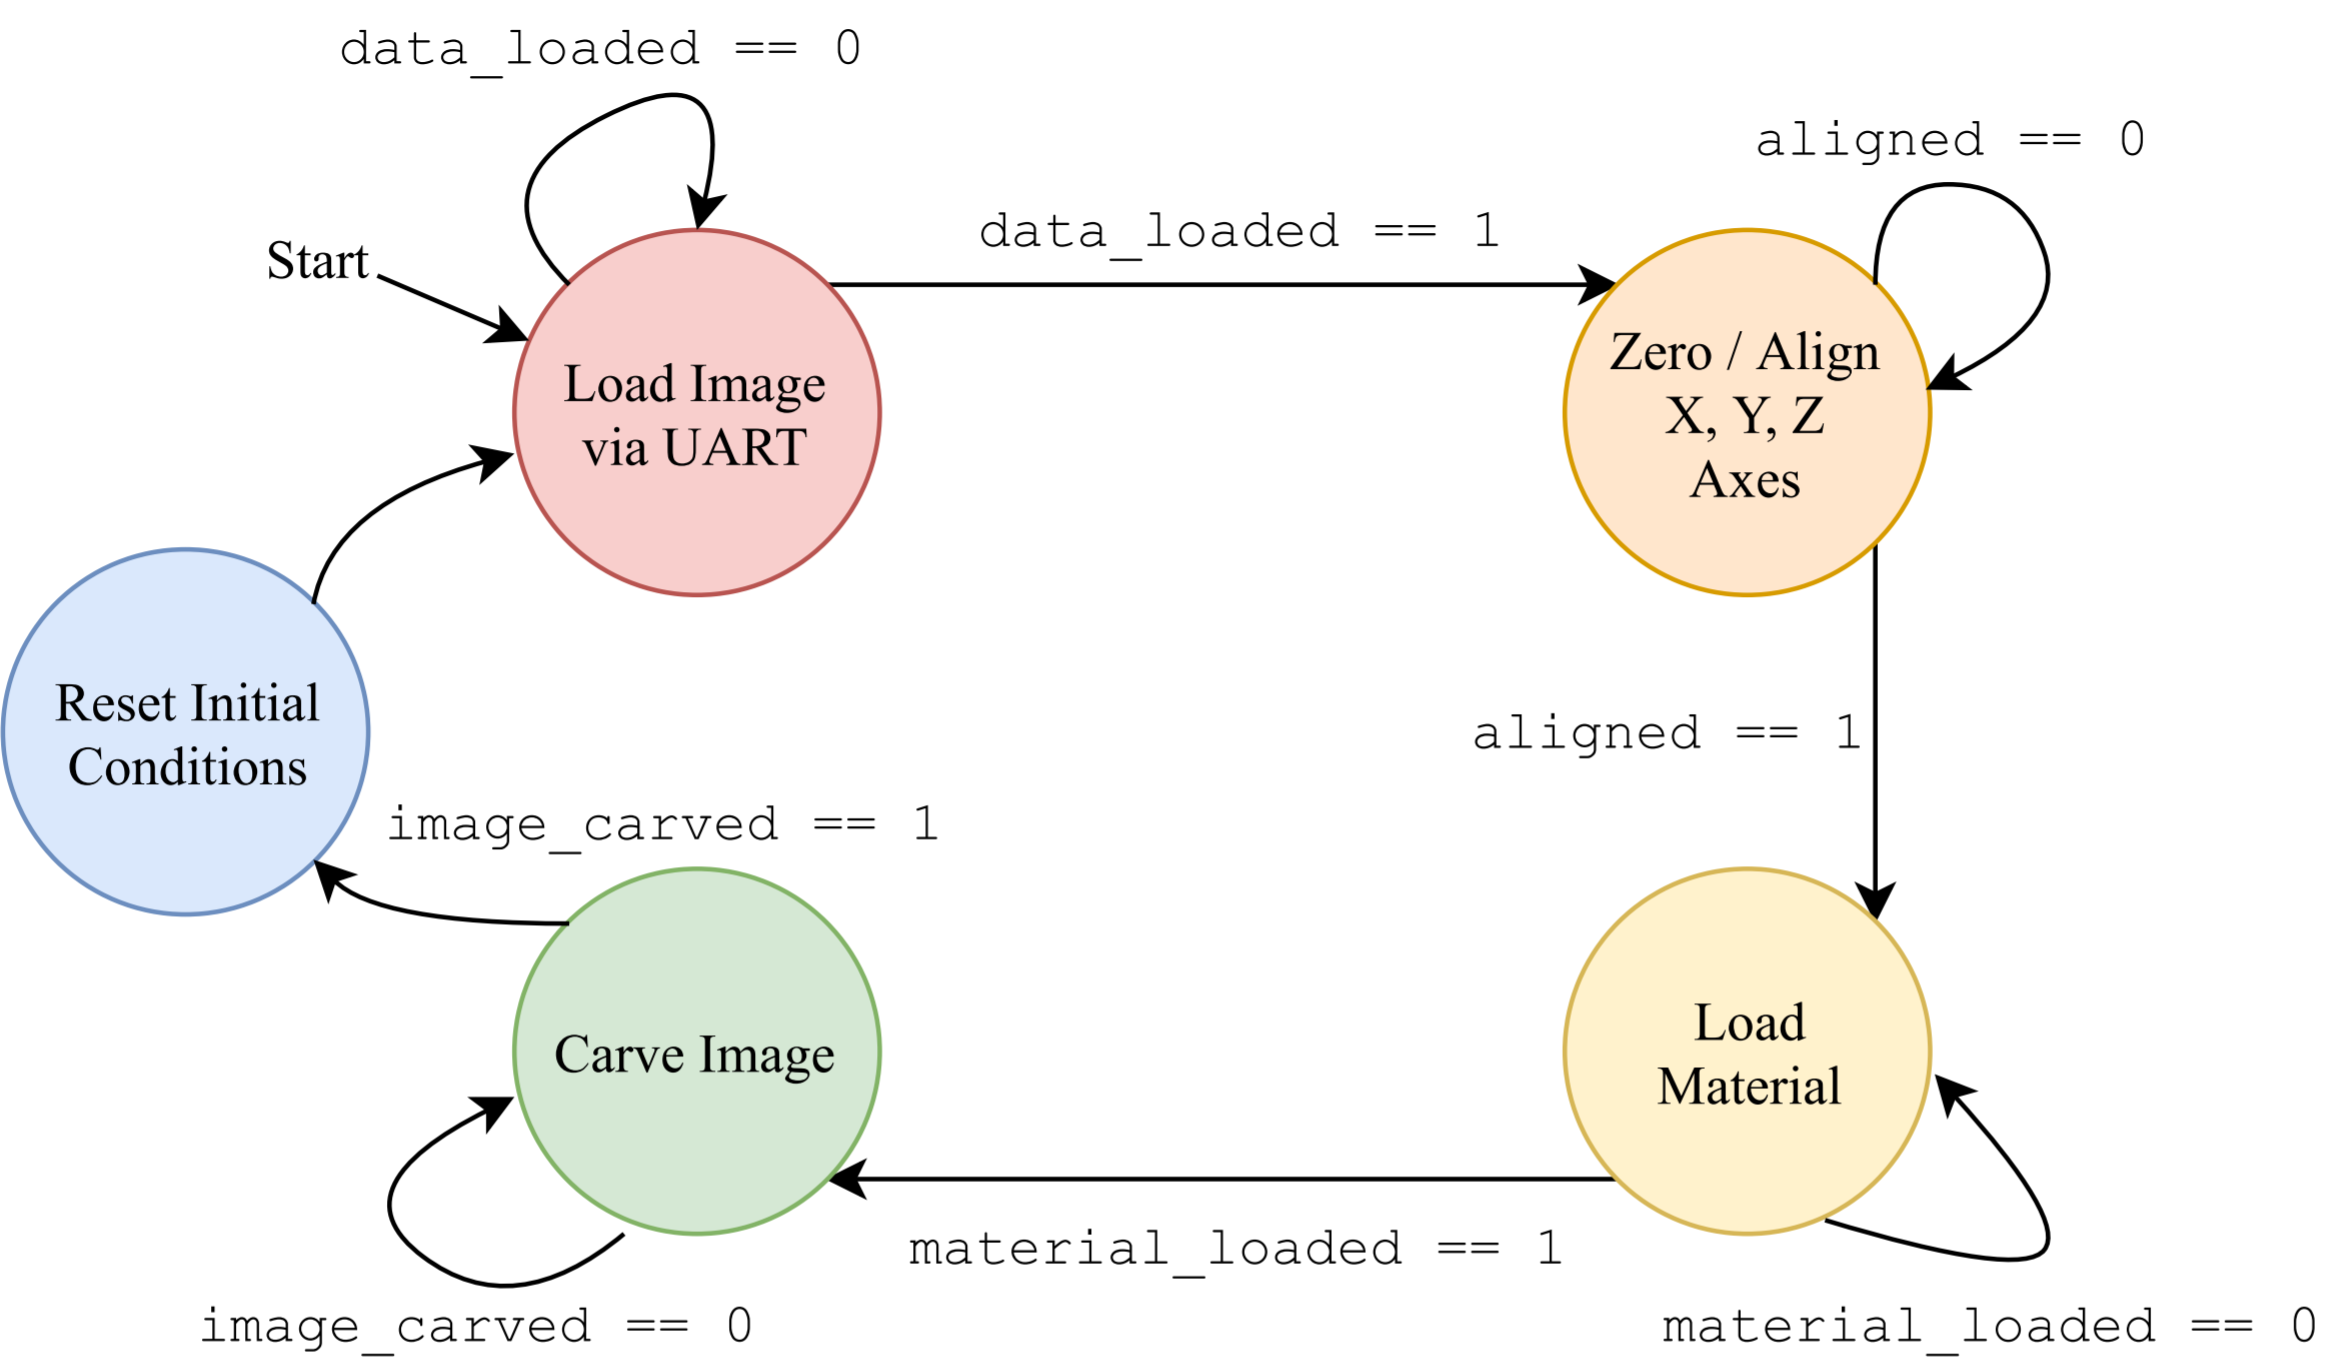 data_loaded == 0
aligned == 0
data_loaded == 1
Start
Load Image
via UART
Zero / Align
X, Y, Z
Axes
Reset Initial
Conditions
aligned == 1
image_carved == 1
Carve Image
Load
Material
material_loaded == 1
image_carved == 0
material_loaded == 0